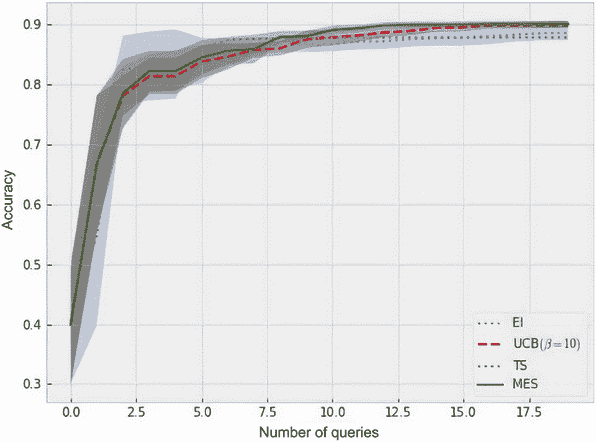 0.9
0.8
0.7
0.6
0.5
0.4
0.3
Accuracy
0.0 2.5 5.0 7.5 10.0 12.5 15.0 17.5
Number of queries
EI
UCB(β=10)
TS
MES